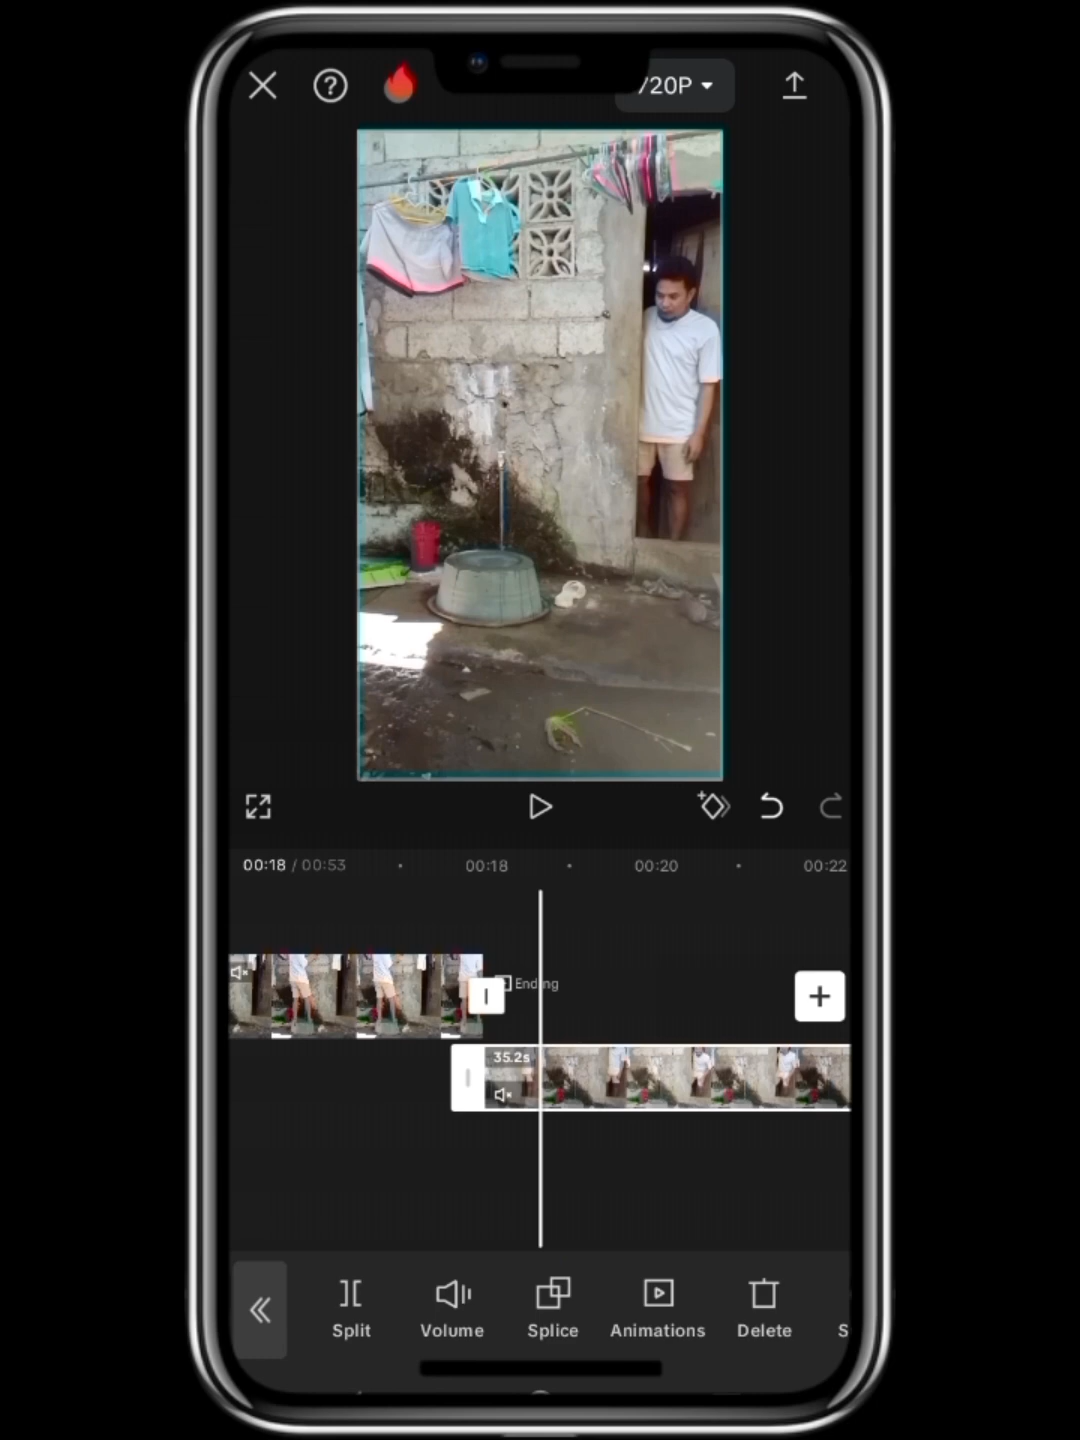 720P
00:18 / 00:53
00:18
00:20
00:22
Ending
35.2s
Split
Volume
Splice
Animations
Delete
S